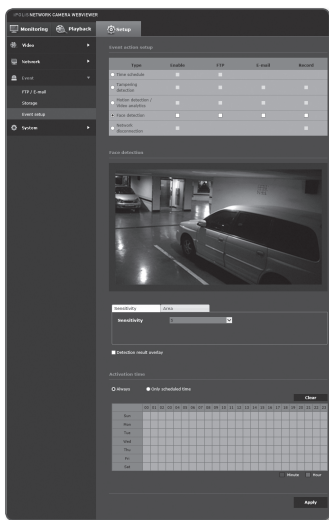 iPOLiS NETWORK CAMERA WEBVIEWER
Monitoring Playback Setup
Video
Network
Event
FTP / E-mail
Storage
Event setup
System
Event action setup
Type Enable FTP E-mail Record
Time schedule
Tampering detection
Motion detection / Video analytics
Face detection
Network disconnection
Face detection
Sensitivity Area
Sensitivity
Detection result overlay
Activation time
Always Only scheduled time
Clear
00 01 02 03 04 05 06 07 08 09 10 11 12 13 14 15 16 17 18 19 20 21 22 23
Sun
Mon
Tue
Wed
Thu
Fri
Sat
Minute Hour
Apply